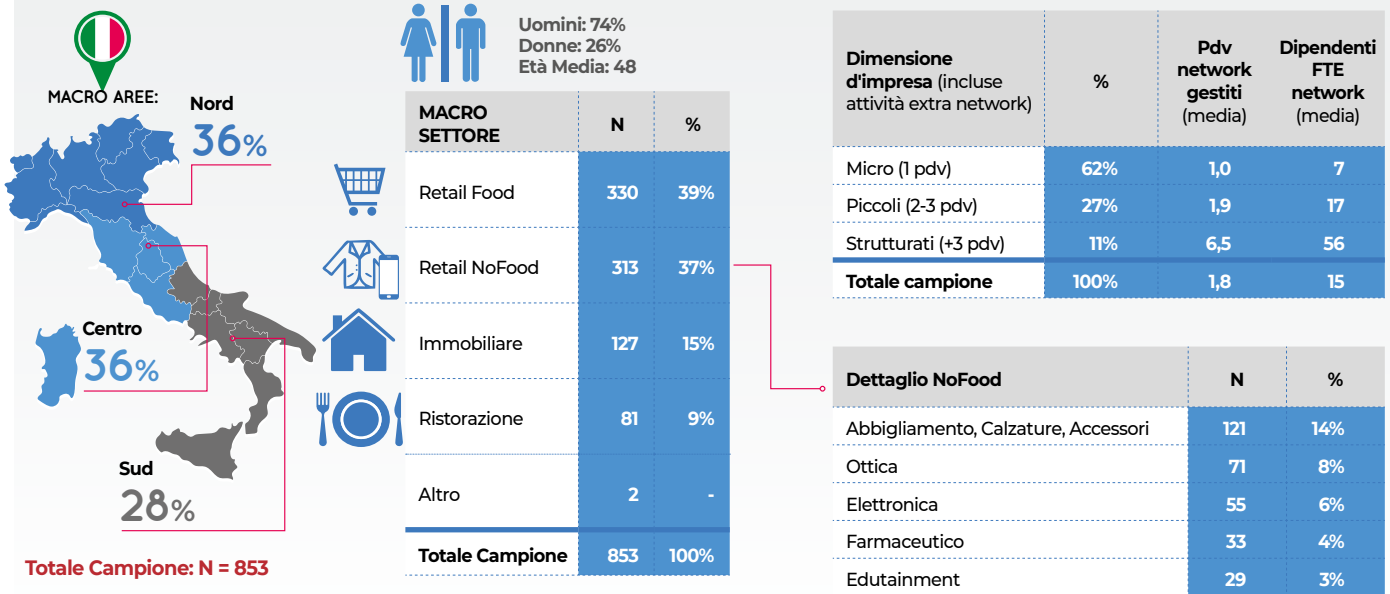 MACRO AREE:
Nord
36%
Centro
36%
Sud
28%
Totale Campione: N = 853
Uomini: 74%
Donne: 26%
Età Media: 48
MACRO
SETTORE
N %
Retail Food 330 39%
Retail NoFood 313 37%
Immobiliare 127 15%
Ristorazione 81 9%
Altro 2 -
Totale Campione 853 100%
Dimensione
d'impresa (incluse
attività extra network)
%
Pdv
network
gestiti
(media)
Dipendenti
FTE
network
(media)
Micro (1 pdv) 62% 1,0 7
Piccoli (2-3 pdv) 27% 1,9 17
Strutturati (+3 pdv) 11% 6,5 56
Totale campione 100% 1,8 15
Dettaglio NoFood N %
Abbigliamento, Calzature, Accessori 121 14%
Ottica 71 8%
Elettronica 55 6%
Farmaceutico 33 4%
Edutainment 29 3%